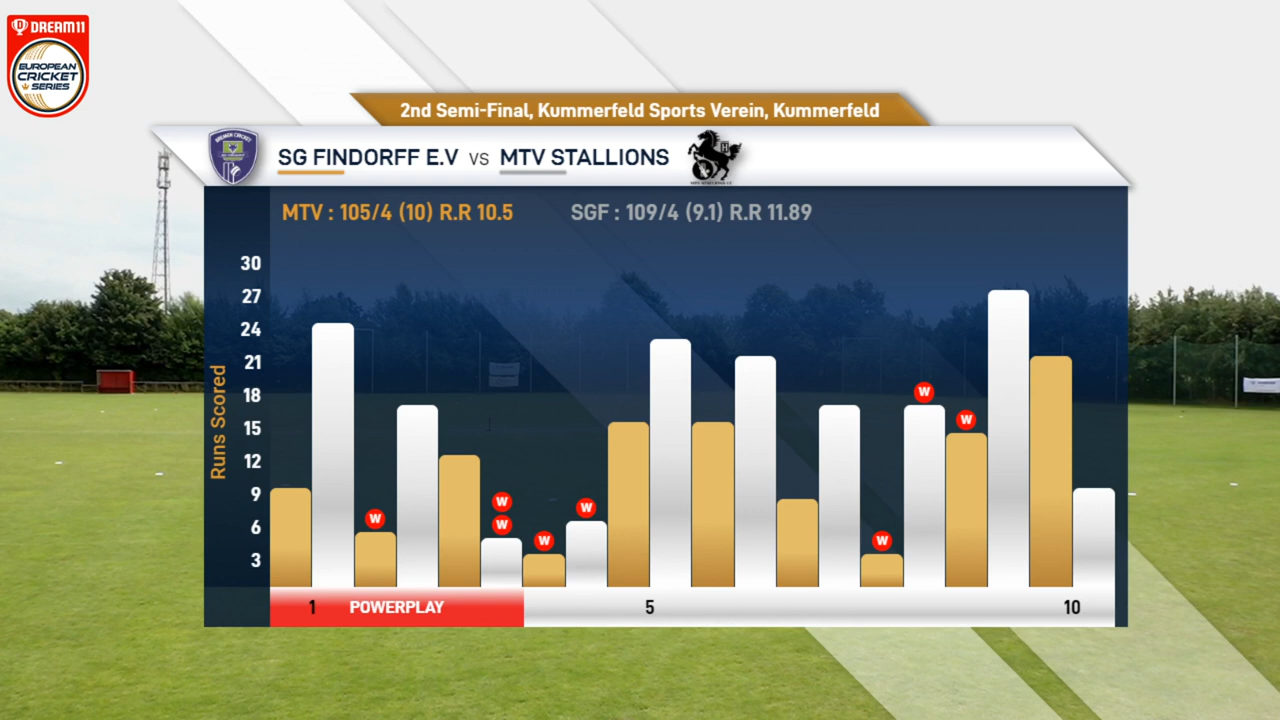 DREAM11
EUROPEAN
CRICKET
SERIES
2nd Semi-Final, Kummerfeld Sports Verein, Kummerfeld
SG FINDORFF E.V VS MTV STALLIONS
MTV : 105/4 (10) R.R 10.5
SGF : 109/4 (9.1) R.R 11.89
Runs Scored
30
27
24
21
18
15
12
9
6
3
W
W
W
W
W
W
W
W
1
POWERPLAY
5
10